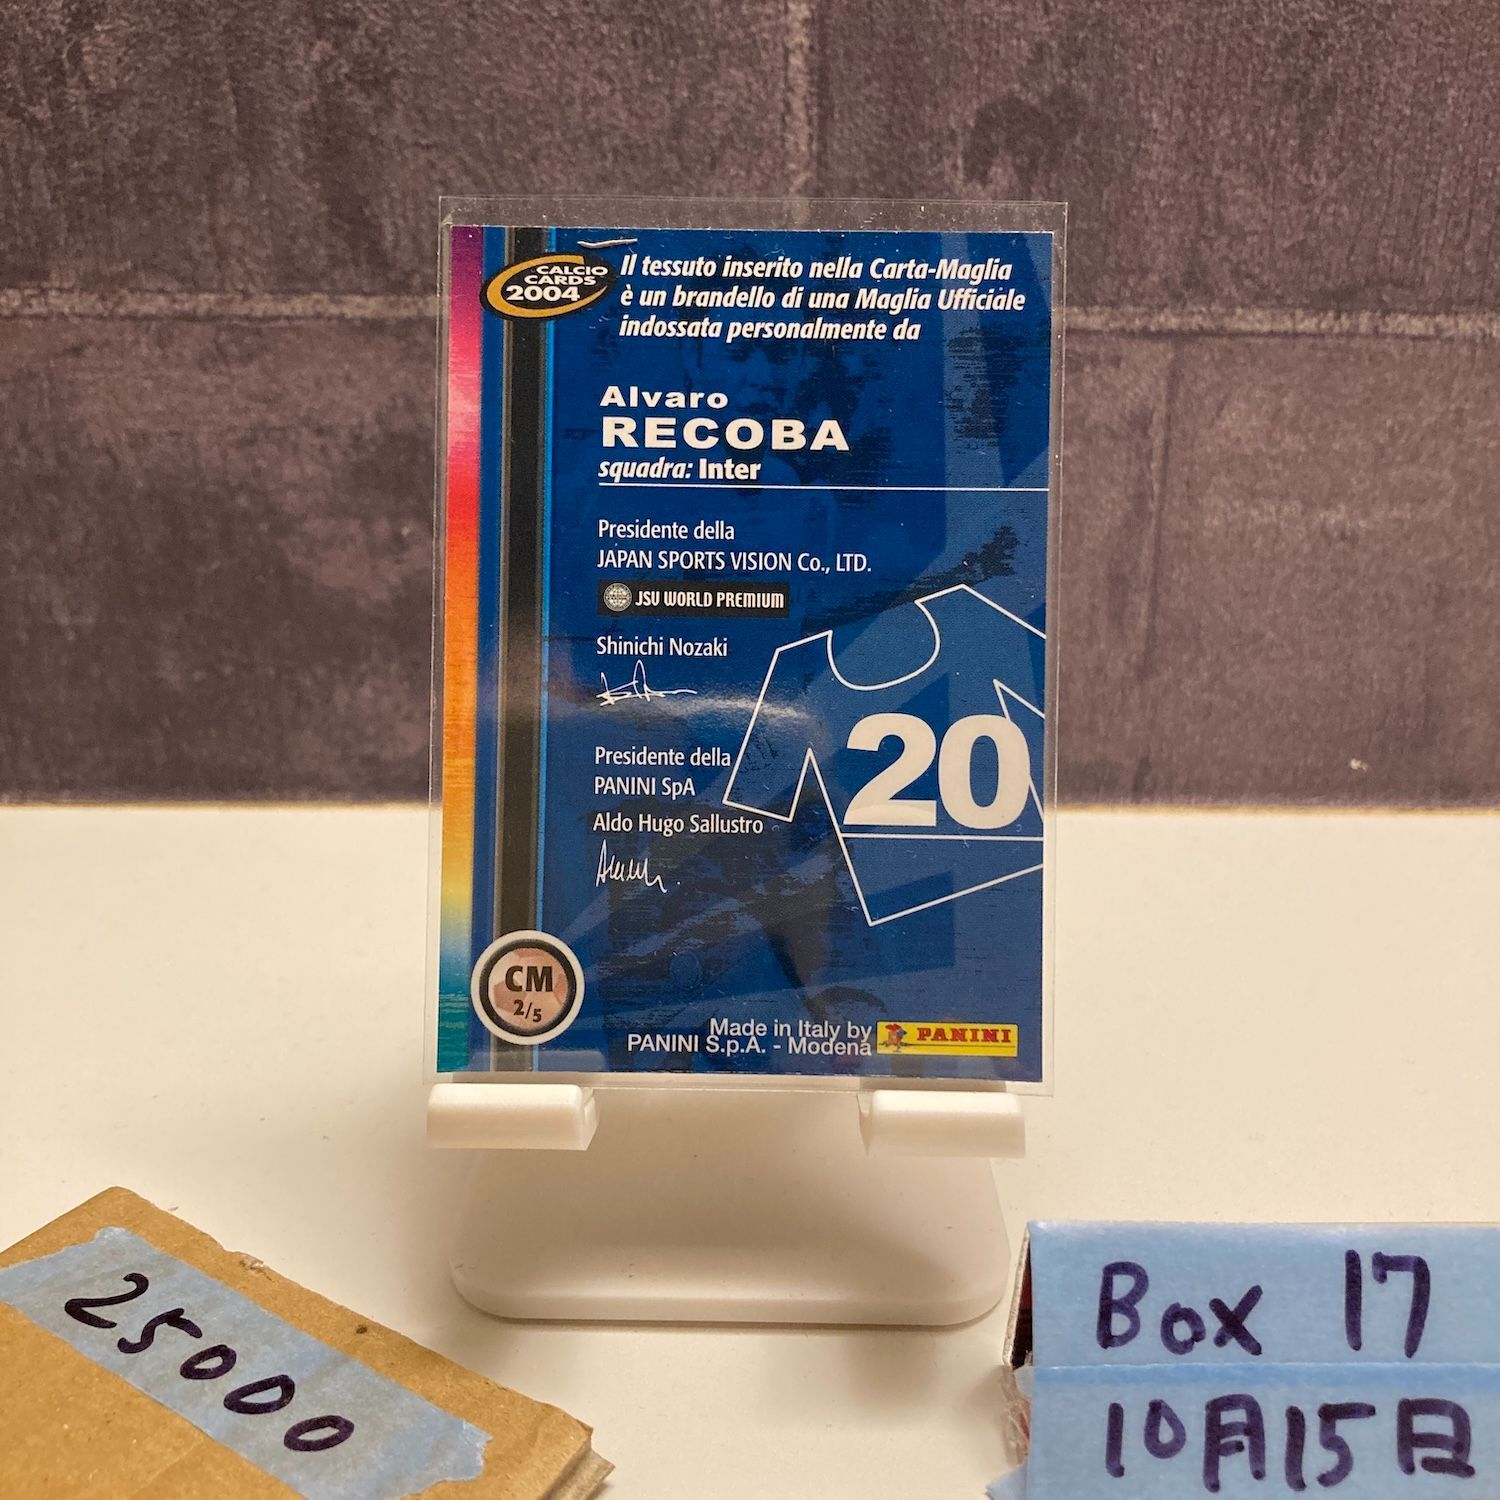 CALCIO
CARDS
2004
Il tessuto inserito nella Carta-Maglia
è un brandello di una Maglia Ufficiale
indossata personalmente da
Alvaro
RECOBA
squadra: Inter
Presidente della
JAPAN SPORTS VISION Co., LTD.
JSV WORLD PREMIUM
Shinichi Nozaki
Presidente della
PANINI SpA
Aldo Hugo Sallustro
20
CM
2/5
Made in Italy by
PANINI S.p.A. - Modena
PANINI
25000
Box 17
10月15日